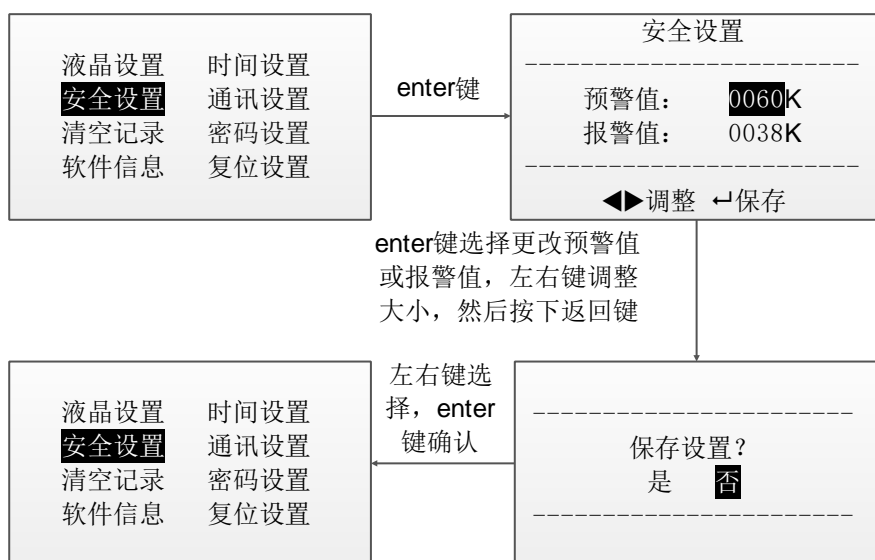 液晶设置 时间设置
安全设置 通讯设置
清空记录 密码设置
软件信息 复位设置
enter键
安全设置
预警值： 0060K
报警值： 0038K
◀▶调整 ↵保存
enter键选择更改预警值
或报警值，左右键调整
大小，然后按下返回键
保存设置？
是 否
左右键选
择，enter
键确认
液晶设置 时间设置
安全设置 通讯设置
清空记录 密码设置
软件信息 复位设置